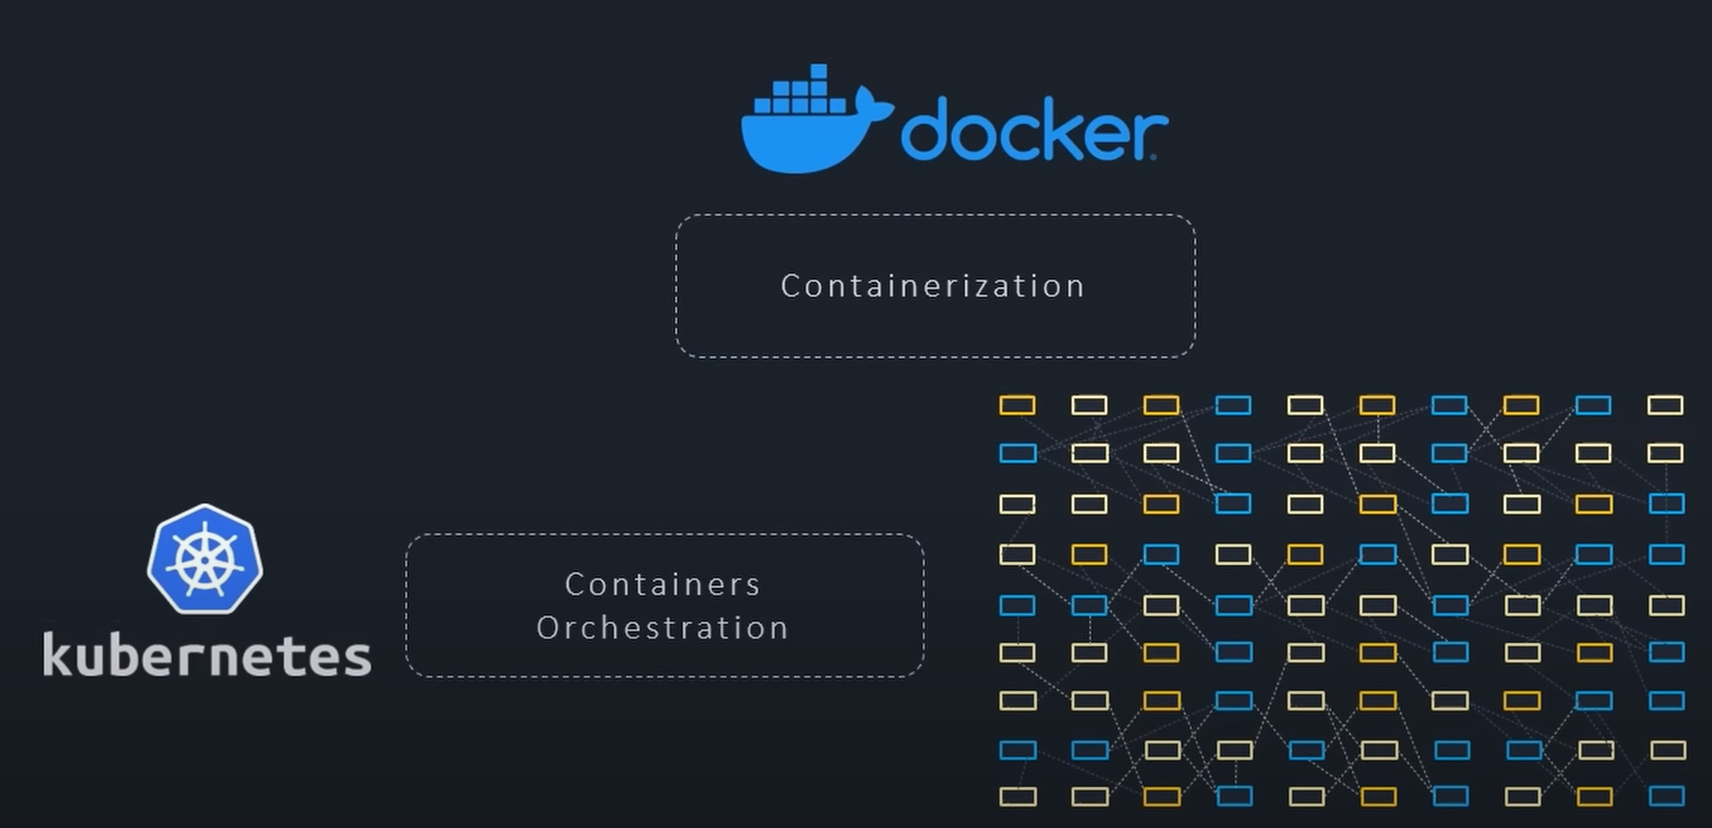 docker
Containerization
Containers
Orchestration
kubernetes